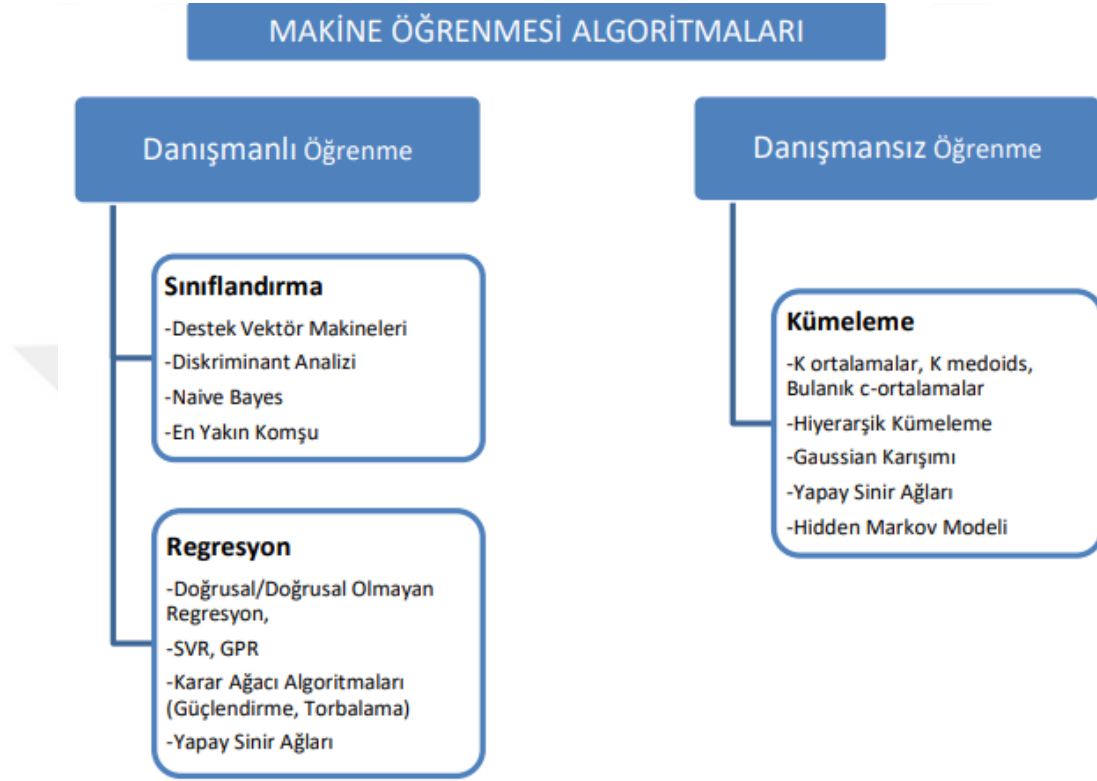 MAKİNE ÖĞRENMESİ ALGORİTMALARI
Danışmanlı Öğrenme
Sınıflandırma
-Destek Vektör Makineleri
-Diskriminant Analizi
-Naive Bayes
-En Yakın Komşu
Regresyon
-Doğrusal/Doğrusal Olmayan
Regresyon,
-SVR, GPR
-Karar Ağacı Algoritmaları
(Güçlendirme, Torbalama)
-Yapay Sinir Ağları
Danışmansız Öğrenme
Kümeleme
-K ortalamalar, K medoids,
Bulanık c-ortalamalar
-Hiyerarşik Kümeleme
-Gaussian Karışımı
-Yapay Sinir Ağları
-Hidden Markov Modeli